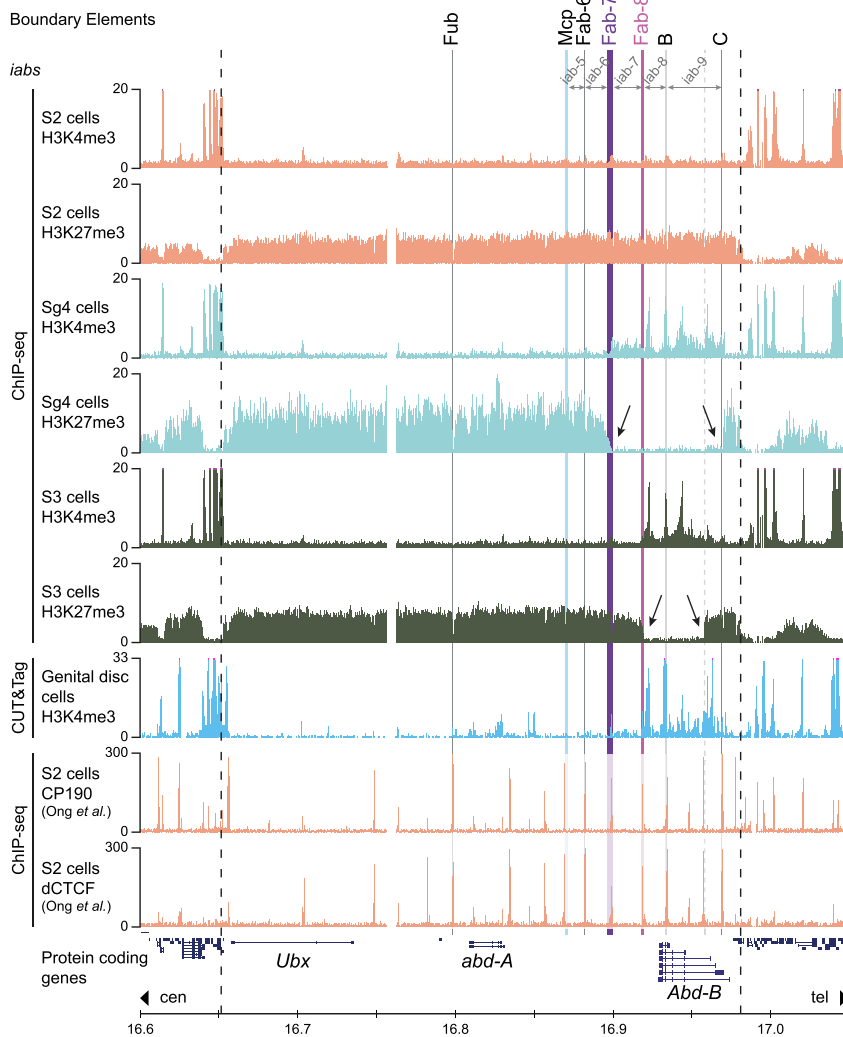 Boundary Elements
Fub
Mcp
Fab-6
Fab-7
Fab-8
B
C
iabs
iab-5
iab-6
iab-7
iab-8
iab-9
ChIP-seq
20
S2 cells
H3K4me3
0
20
S2 cells
H3K27me3
0
20
Sg4 cells
H3K4me3
0
20
Sg4 cells
H3K27me3
0
20
S3 cells
H3K4me3
0
20
S3 cells
H3K27me3
0
CUT&Tag
33
Genital disc
cells
H3K4me3
0
ChIP-seq
300
S2 cells
CP190
(Ong et al.)
0
300
S2 cells
dCTCF
(Ong et al.)
0
Protein coding
genes
Ubx
abd-A
Abd-B
cen
tel
16.6
16.7
16.8
16.9
17.0